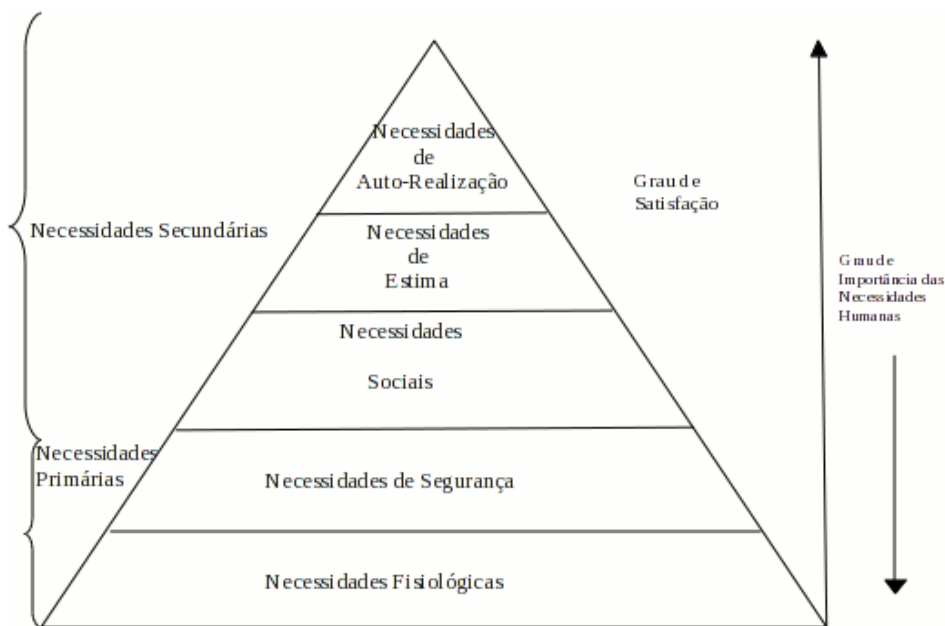 Necessidades
de
Auto-Realização
Grau de
Satisfação
Necessidades Secundárias
Necessidades
de
Estima
Grau de
Importância das
Necessidades
Humanas
Necessidades
Sociais
Necessidades
Primárias
Necessidades de Segurança
Necessidades Fisiológicas